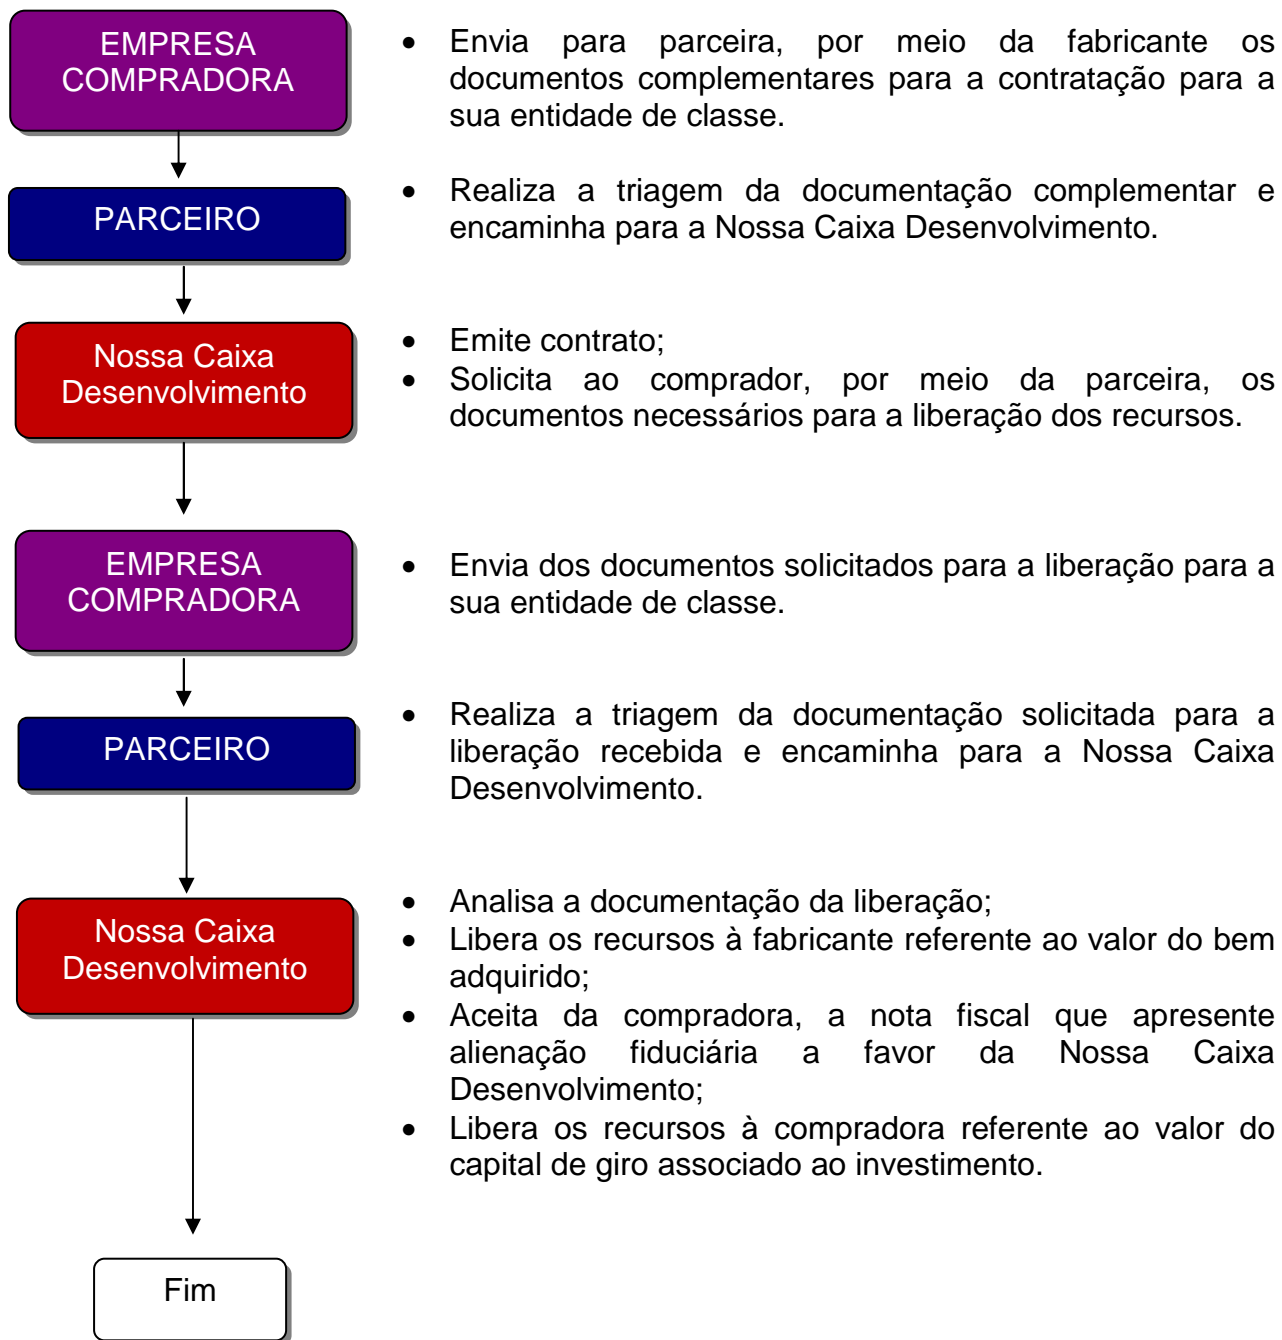 EMPRESA
COMPRADORA
• Envia para parceira, por meio da fabricante os
documentos complementares para a contratação para a
sua entidade de classe.
PARCEIRO
• Realiza a triagem da documentação complementar e
encaminha para a Nossa Caixa Desenvolvimento.
Nossa Caixa
Desenvolvimento
• Emite contrato;
• Solicita ao comprador, por meio da parceira, os
documentos necessários para a liberação dos recursos.
EMPRESA
COMPRADORA
• Envia dos documentos solicitados para a liberação para a
sua entidade de classe.
PARCEIRO
• Realiza a triagem da documentação solicitada para a
liberação recebida e encaminha para a Nossa Caixa
Desenvolvimento.
Nossa Caixa
Desenvolvimento
• Analisa a documentação da liberação;
• Libera os recursos à fabricante referente ao valor do bem
adquirido;
• Aceita da compradora, a nota fiscal que apresente
alienação fiduciária a favor da Nossa Caixa
Desenvolvimento;
• Libera os recursos à compradora referente ao valor do
capital de giro associado ao investimento.
Fim